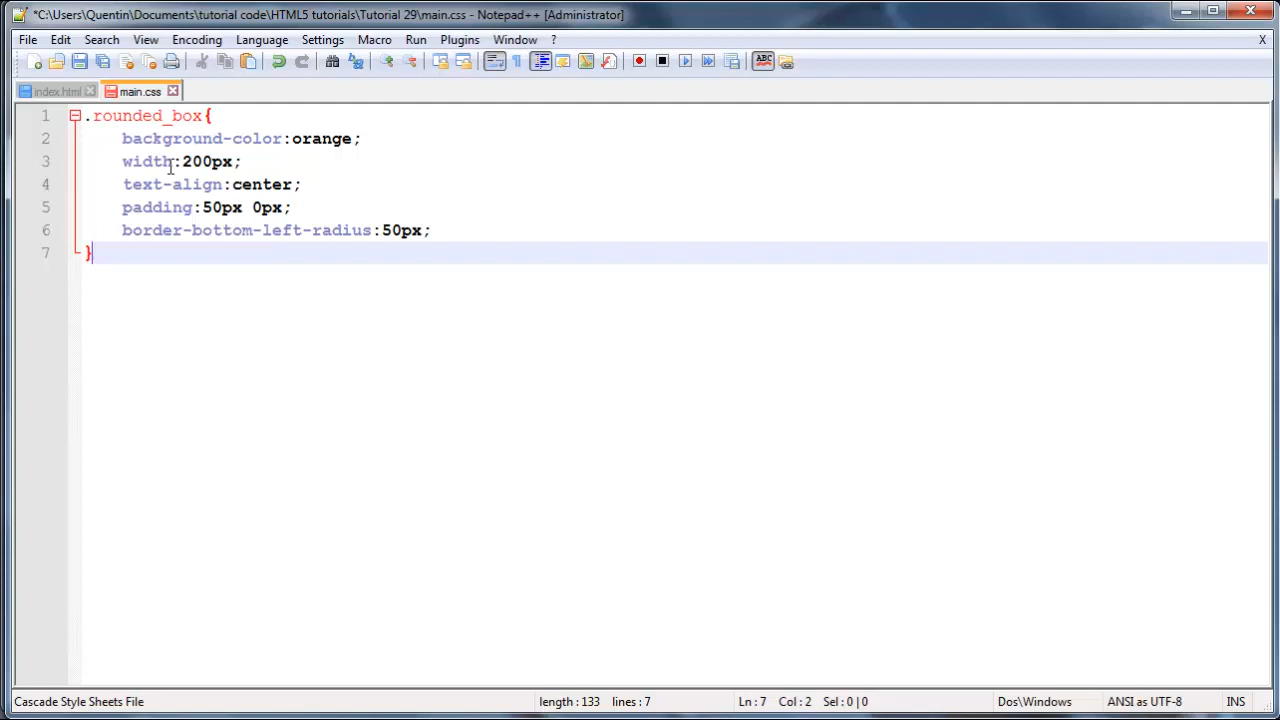 *C:\Users\Quentin\Documents\tutorial code\HTML5 tutorials\Tutorial 29\main.css - Notepad++ [Administrator]
File Edit Search View Encoding Language Settings Macro Run Plugins Window ? X
index.html main.css
1 .rounded_box{
2 background-color:orange;
3 width:200px;
4 text-align:center;
5 padding:50px 0px;
6 border-bottom-left-radius:50px;
7 }
Cascade Style Sheets File length : 133 lines : 7 Ln : 7 Col : 2 Sel : 0 | 0 Dos\Windows ANSI as UTF-8 INS